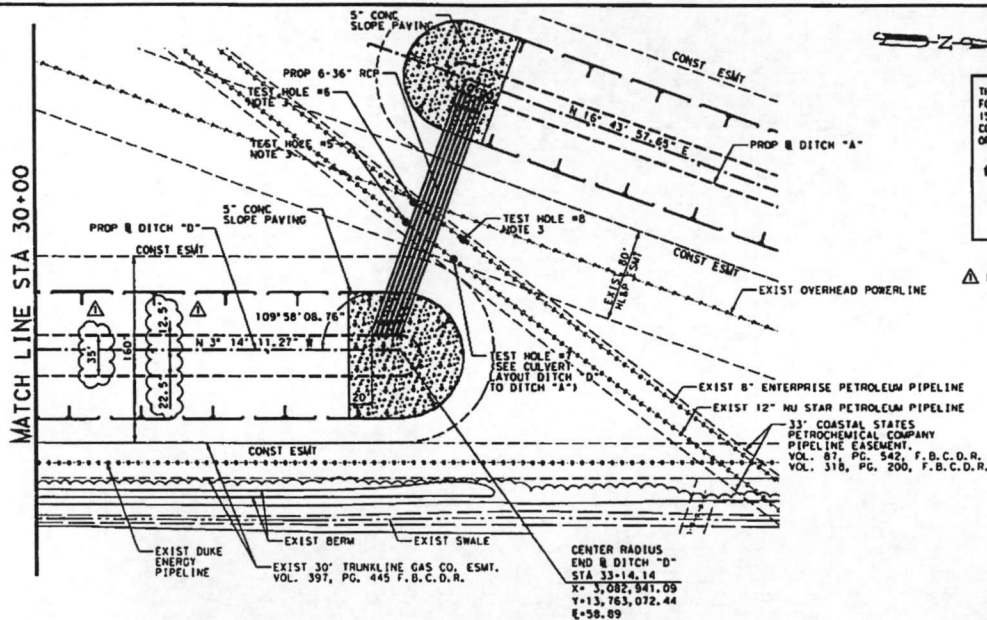 5" CONC
SLOPE PAVING
CONST ESMT
N
PROP 6-36" RCP
TEST HOLE #6
NOTE 3
N 16° 43' 57.65" E
PROP ℄ DITCH "A"
TEST HOLE #5
NOTE 3
MATCH LINE STA 30+00
5" CONC
SLOPE PAVING
PROP ℄ DITCH "D"
TEST HOLE #8
NOTE 3
CONST ESMT
CONST ESMT
EXIST 80'
HL&P ESMT
EXIST OVERHEAD POWERLINE
1
1
12.5'
109°58'08.76"
35'
160'
N 3° 14' 11.27" W
22.5'
20'
TEST HOLE #7
(SEE CULVERT
LAYOUT DITCH "D"
TO DITCH "A")
EXIST 8" ENTERPRISE PETROLEUM PIPELINE
EXIST 12" NU STAR PETROLEUM PIPELINE
33' COASTAL STATES
PETROCHEMICAL COMPANY
PIPELINE EASEMENT,
VOL. 87, PG. 542, F.B.C.D.R.
VOL. 318, PG. 200, F.B.C.D.R.
CONST ESMT
EXIST BERM
EXIST SWALE
EXIST DUKE
ENERGY
PIPELINE
EXIST 30' TRUNKLINE GAS CO. ESMT.
VOL. 397, PG. 445 F.B.C.D.R.
CENTER RADIUS
END ℄ DITCH "D"
STA 33+14.14
X= 3,082,941.09
Y=13,763,072.44
E=58.89